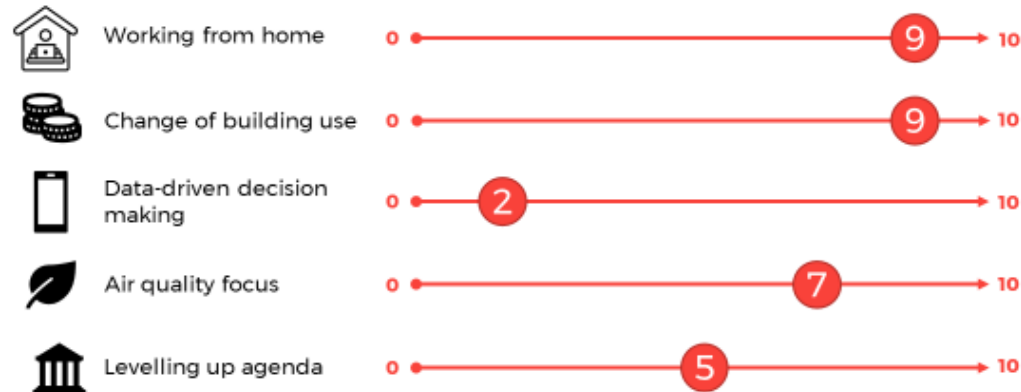 Working from home 0 9 10
Change of building use 0 9 10
Data-driven decision
making 0 2 10
Air quality focus 0 7 10
Levelling up agenda 0 5 10